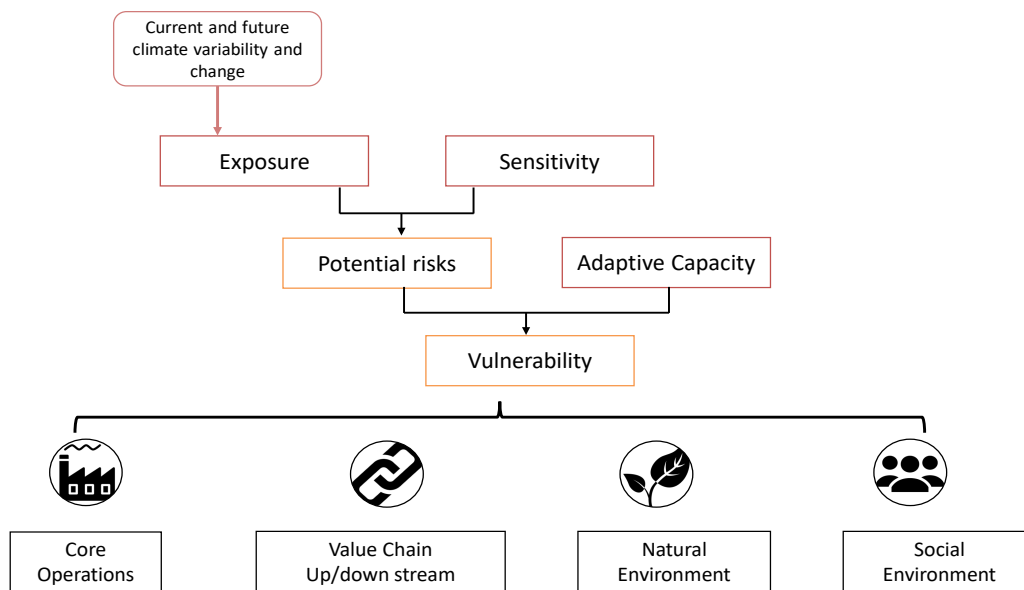 Current and future
climate variability and
change
Exposure
Sensitivity
Potential risks
Adaptive Capacity
Vulnerability
Core
Operations
Value Chain
Up/down stream
Natural
Environment
Social
Environment